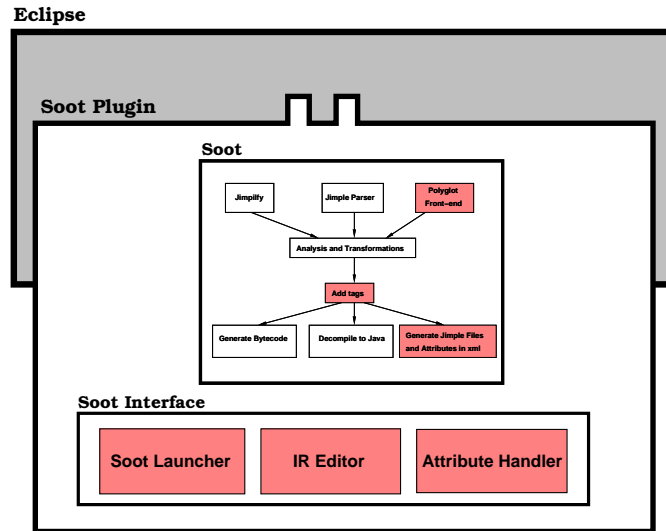 Eclipse
Soot Plugin
Soot
Jimpilfy
Jimple Parser
Polyglot
Front-end
Analysis and Transformations
Add tags
Generate Bytecode
Decompile to Java
Generate Jimple Files
and Attributes in xml
Soot Interface
Soot Launcher
IR Editor
Attribute Handler